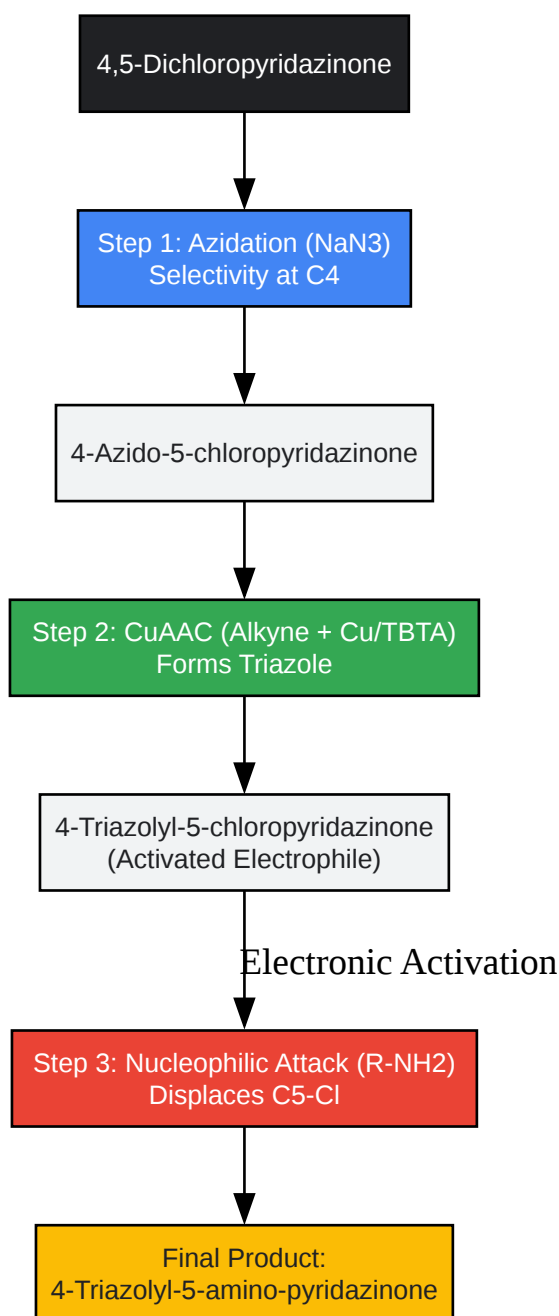 4,5-Dichloropyridazinone
Step 1: Azidation (NaN3)
Selectivity at C4
4-Azido-5-chloropyridazinone
Step 2: CuAAC (Alkyne + Cu/TBTA)
Forms Triazole
4-Triazolyl-5-chloropyridazinone
(Activated Electrophile)
Electronic Activation
Step 3: Nucleophilic Attack (R-NH2)
Displaces C5-Cl
Final Product:
4-Triazolyl-5-amino-pyridazinone